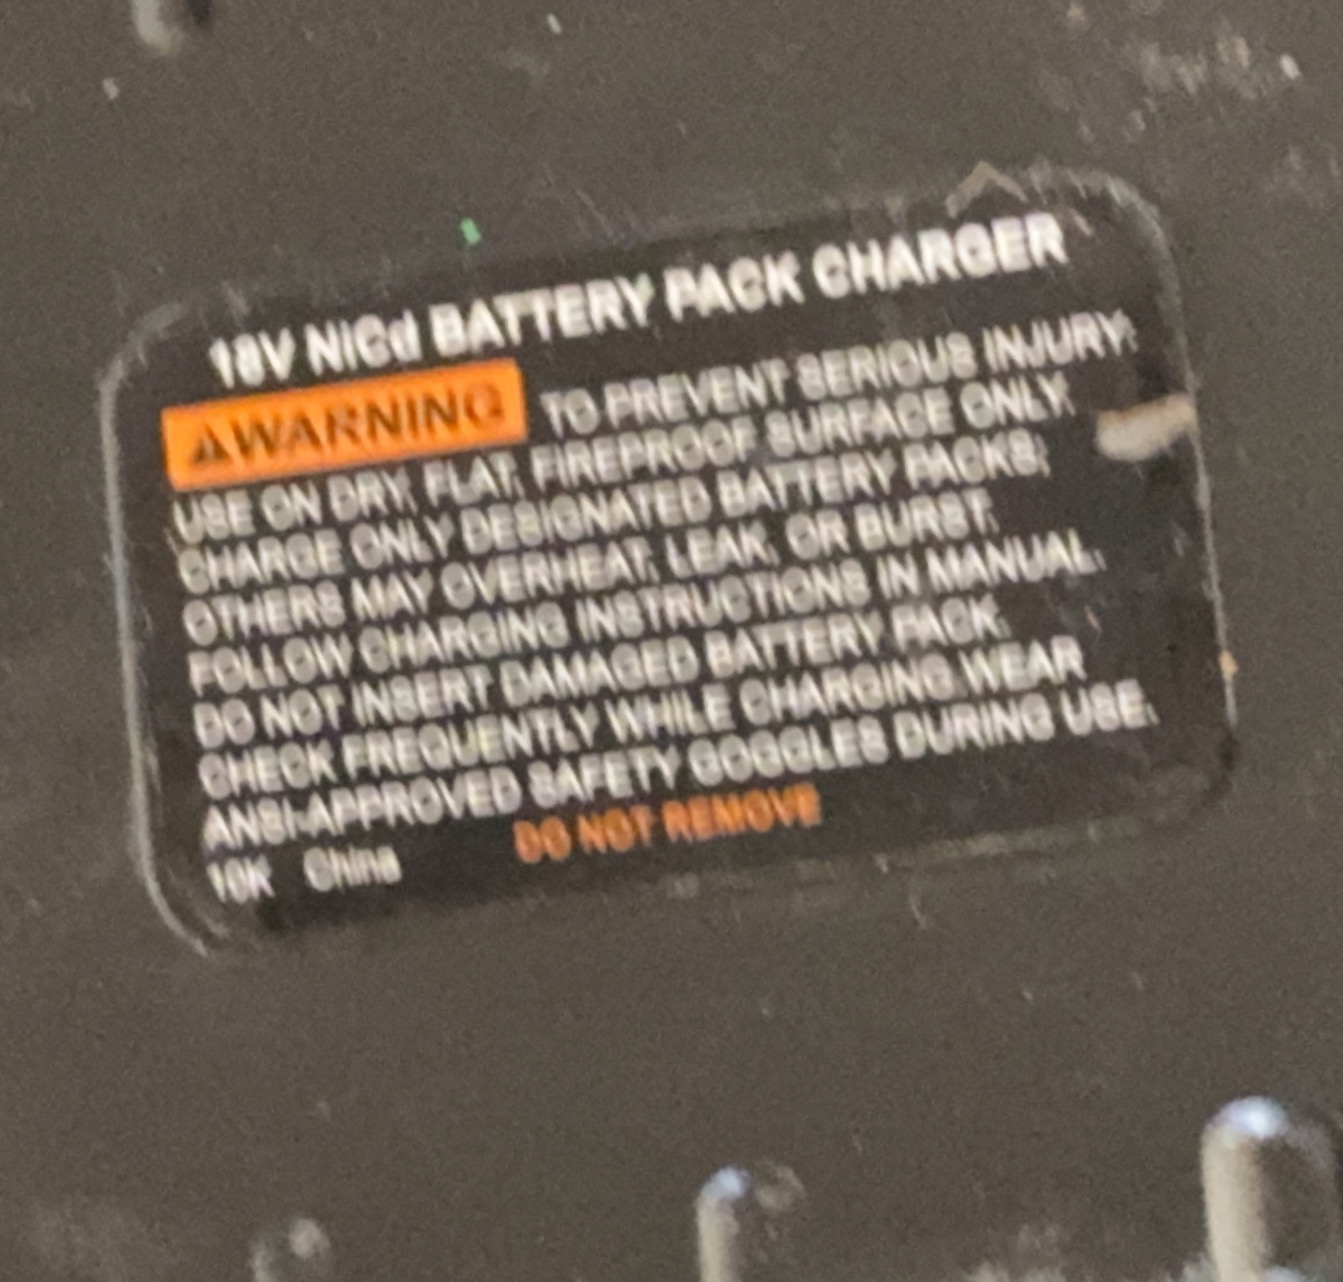 18V NiCd BATTERY PACK CHARGER
⚠WARNING TO PREVENT SERIOUS INJURY:
USE ON DRY, FLAT, FIREPROOF SURFACE ONLY.
CHARGE ONLY DESIGNATED BATTERY PACKS;
OTHERS MAY OVERHEAT, LEAK, OR BURST.
FOLLOW CHARGING INSTRUCTIONS IN MANUAL.
DO NOT INSERT DAMAGED BATTERY PACK.
CHECK FREQUENTLY WHILE CHARGING.WEAR
ANSI-APPROVED SAFETY GOGGLES DURING USE.
10K China DO NOT REMOVE